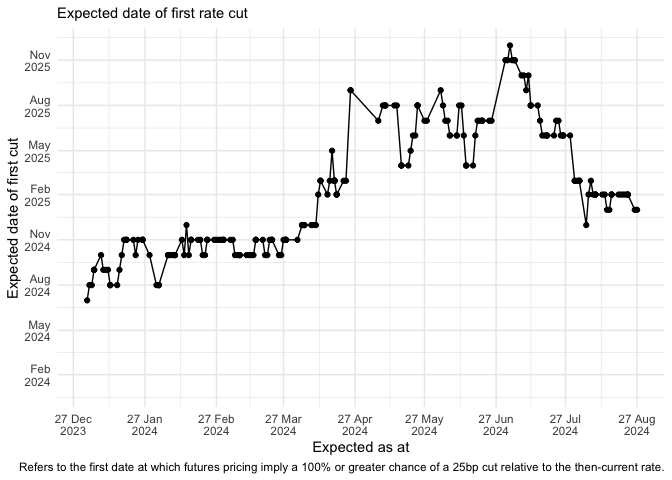 Expected date of first rate cut
Expected date of first cut
Nov
2025
Aug
2025
May
2025
Feb
2025
Nov
2024
Aug
2024
May
2024
Feb
2024
27 Dec
2023
27 Jan
2024
27 Feb
2024
27 Mar
2024
27 Apr
2024
27 May
2024
27 Jun
2024
27 Jul
2024
27 Aug
2024
Expected as at
Refers to the first date at which futures pricing imply a 100% or greater chance of a 25bp cut relative to the then-current rate.